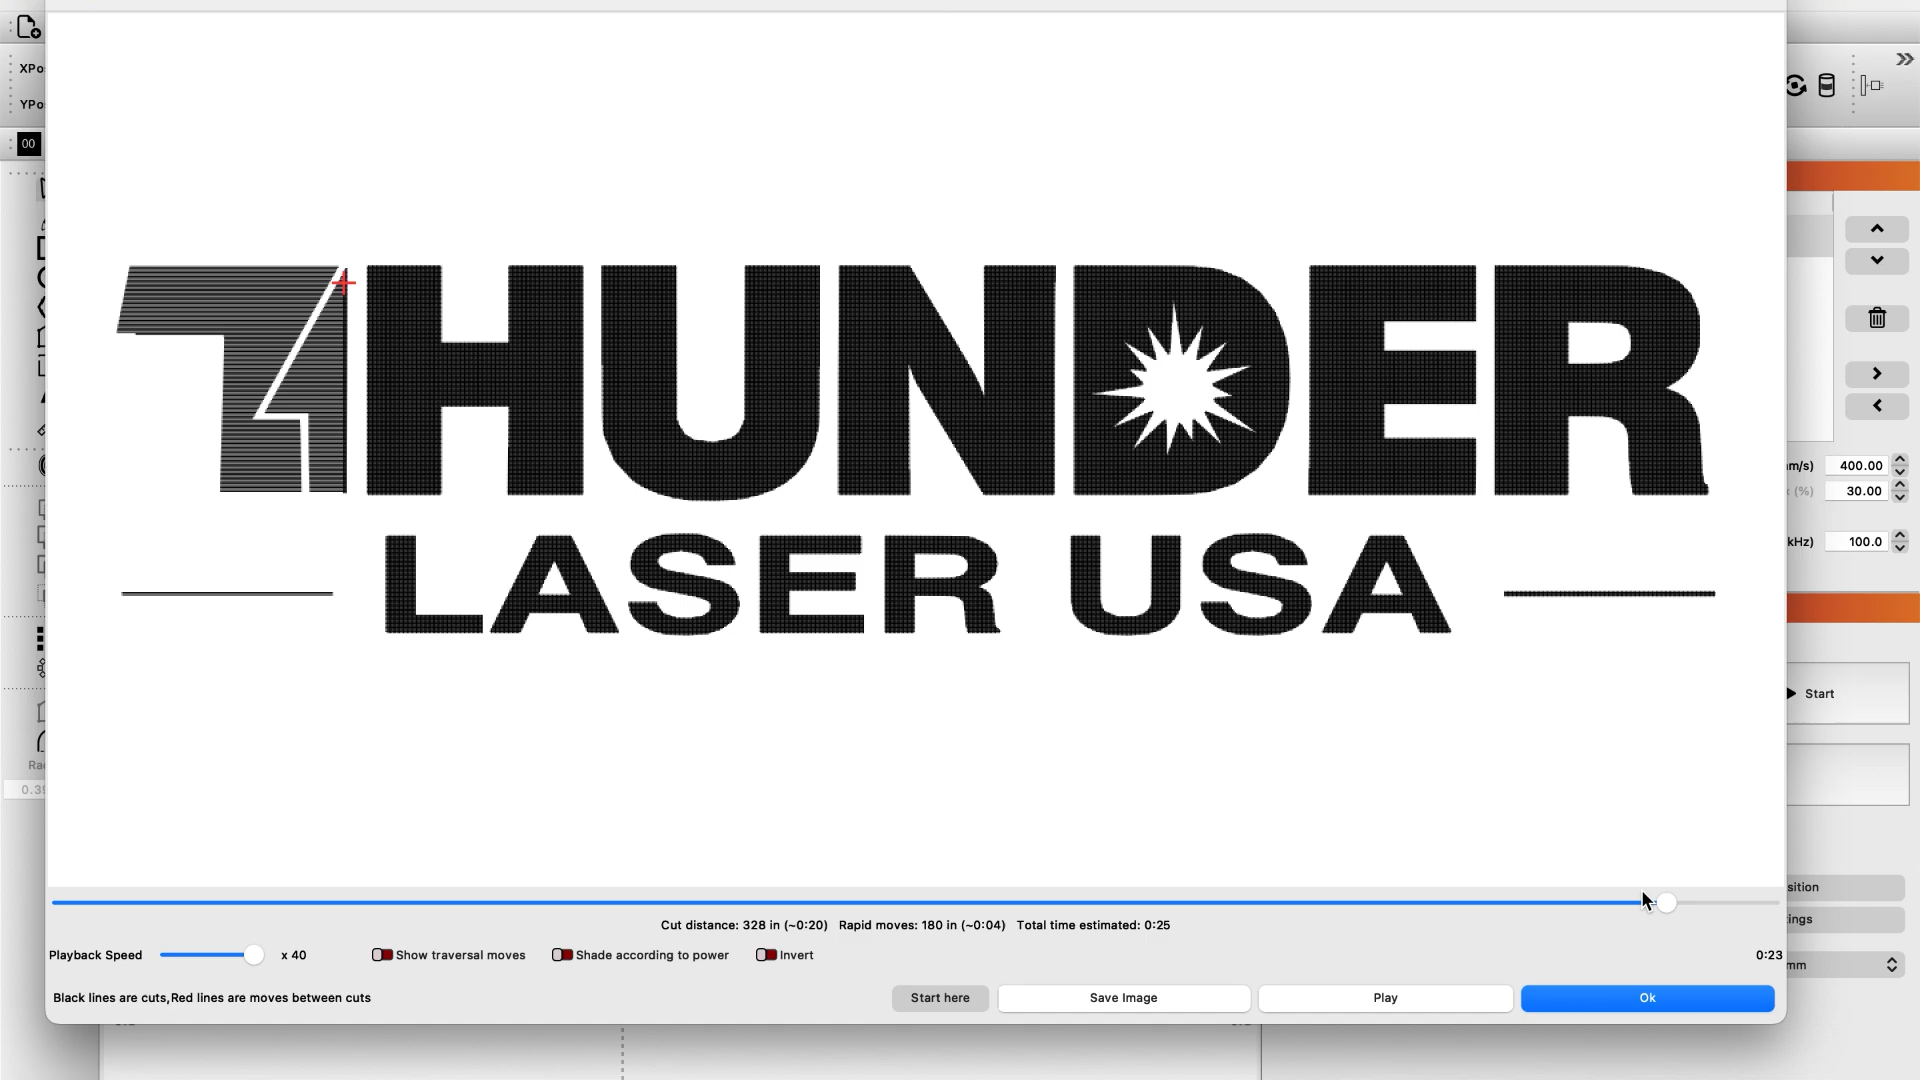 XPo
YPo
00
THUNDER
LASER USA
m/s) 400.00
(%) 30.00
kHz) 100.0
Start
Ra
0.3
sition
ings
mm
Cut distance: 328 in (~0:20) Rapid moves: 180 in (~0:04) Total time estimated: 0:25
Playback Speed x 40 Show traversal moves Shade according to power Invert 0:23
Black lines are cuts,Red lines are moves between cuts Start here Save Image Play Ok